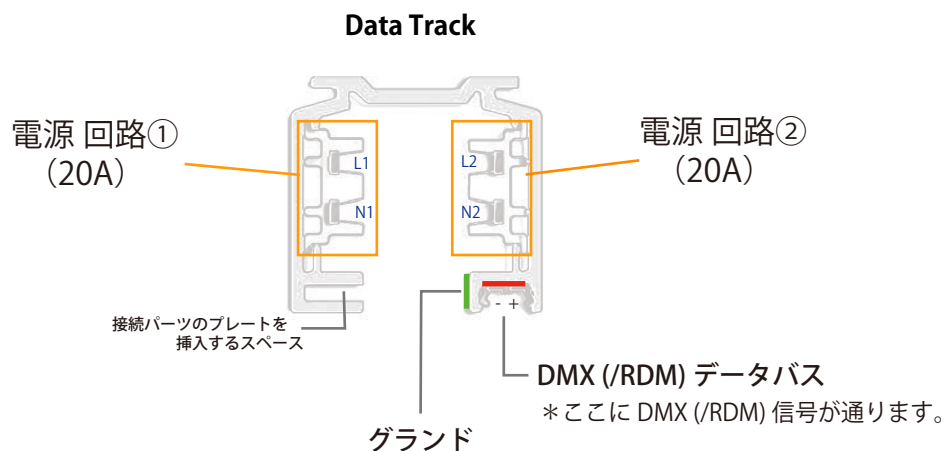 Data Track
電源 回路①
（20A）
電源 回路②
（20A）
L1
N1
L2
N2
- +
接続パーツのプレートを
挿入するスペース
DMX (/RDM) データバス
＊ここに DMX (/RDM) 信号が通ります。
グランド